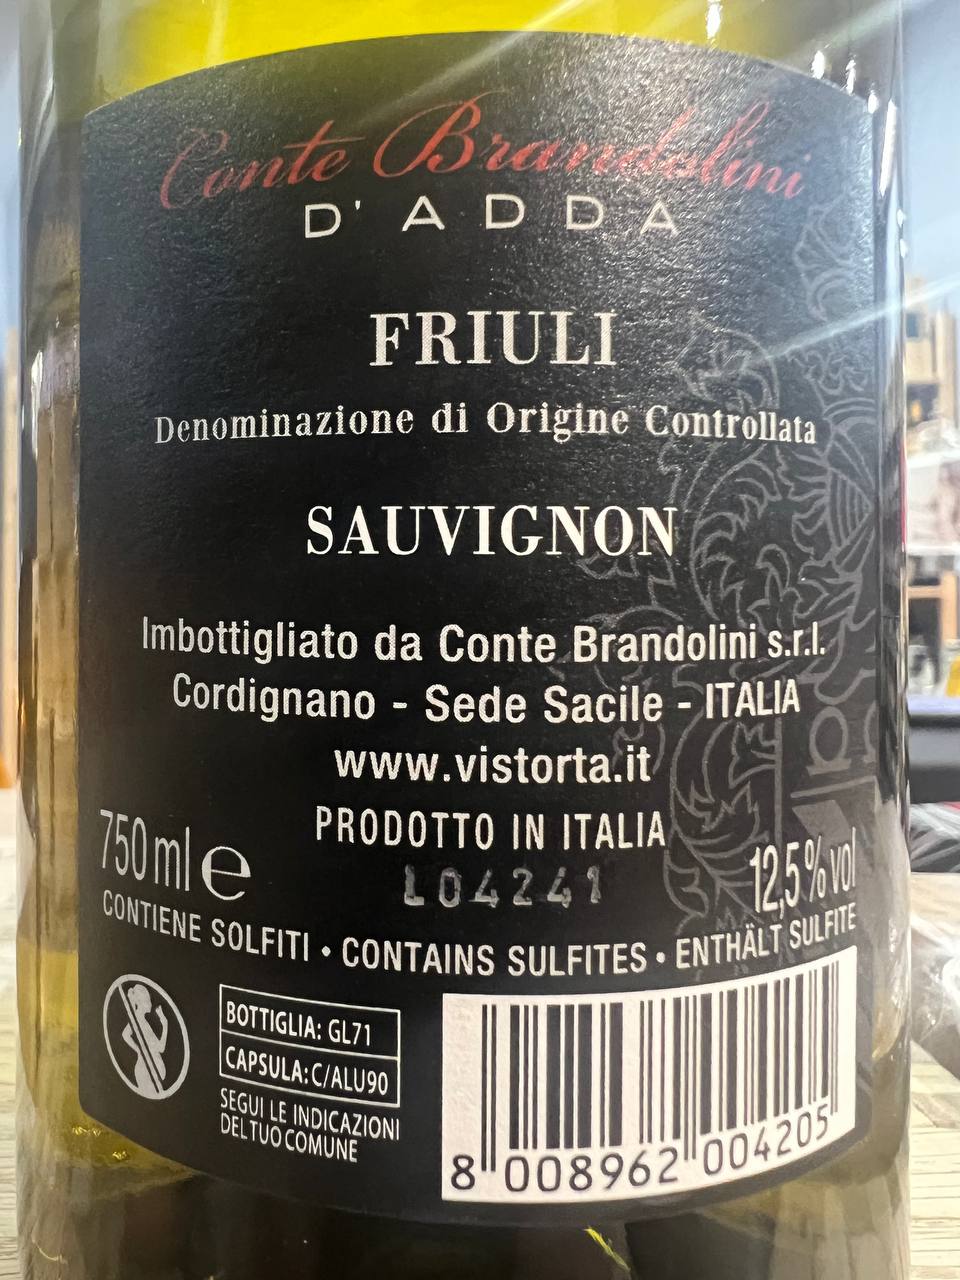 Conte Brandolini
D'ADDA
FRIULI
Denominazione di Origine Controllata
SAUVIGNON
Imbottigliato da Conte Brandolini s.r.l.
Cordignano - Sede Sacile - ITALIA
www.vistorta.it
PRODOTTO IN ITALIA
750 ml e
L04241
12,5% vol
CONTIENE SOLFITI • CONTAINS SULFITES • ENTHÄLT SULFITE
BOTTIGLIA: GL71
CAPSULA: C/ALU90
SEGUI LE INDICAZIONI
DEL TUO COMUNE
8 008962 004205